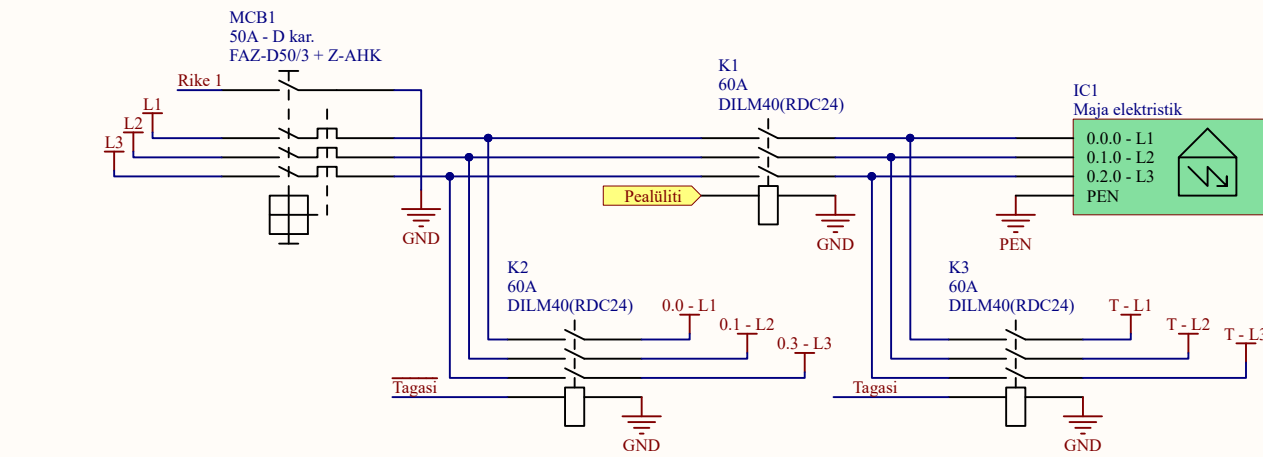 MCB1
50A - D kar.
FAZ-D50/3 + Z-AHK
Rike 1
L1
L2
L3
GND
K1
60A
DILM40(RDC24)
Pealüliti
GND
IC1
Maja elektristik
0.0.0 - L1
0.1.0 - L2
0.2.0 - L3
PEN
PEN
K2
60A
DILM40(RDC24)
0.0 - L1
0.1 - L2
0.3 - L3
Tagasi
GND
K3
60A
DILM40(RDC24)
T - L1
T - L2
T - L3
Tagasi
GND